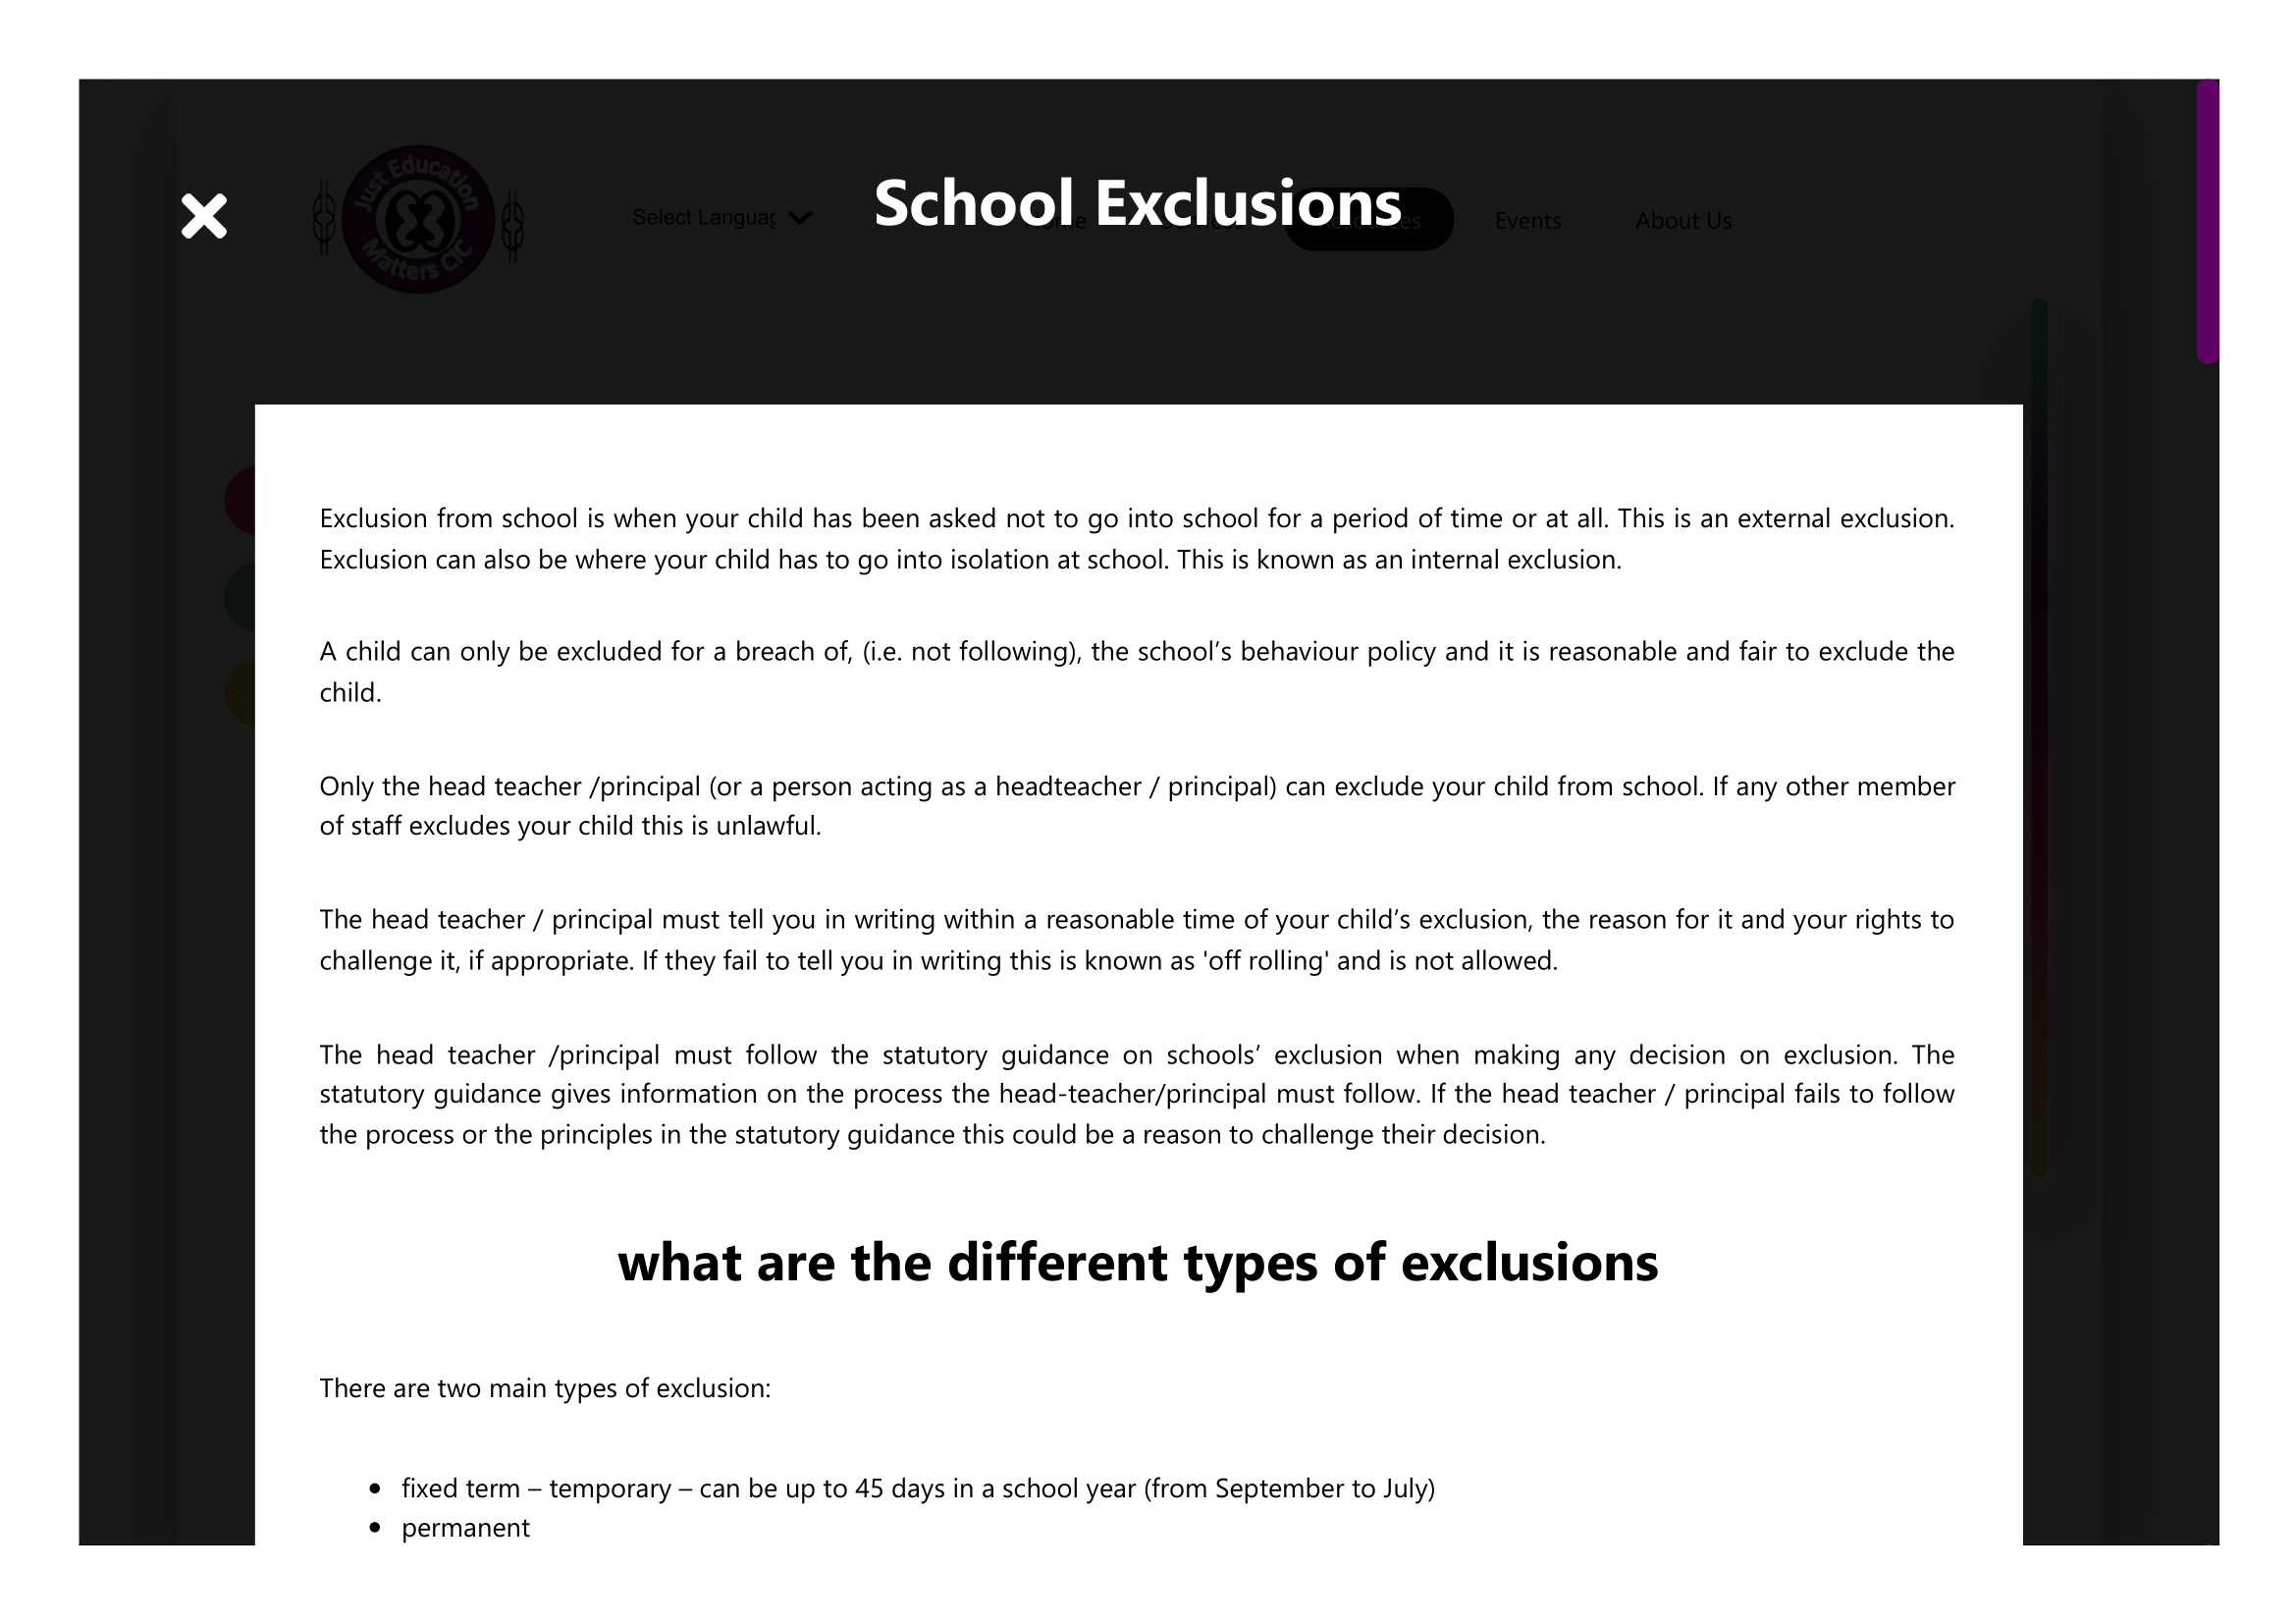 Just Education
Matters CIC
Select Languag
School Exclusions
Events
About Us
Exclusion from school is when your child has been asked not to go into school for a period of time or at all. This is an external exclusion.
Exclusion can also be where your child has to go into isolation at school. This is known as an internal exclusion.
A child can only be excluded for a breach of, (i.e. not following), the school’s behaviour policy and it is reasonable and fair to exclude the
child.
Only the head teacher /principal (or a person acting as a headteacher / principal) can exclude your child from school. If any other member
of staff excludes your child this is unlawful.
The head teacher / principal must tell you in writing within a reasonable time of your child’s exclusion, the reason for it and your rights to
challenge it, if appropriate. If they fail to tell you in writing this is known as 'off rolling' and is not allowed.
The head teacher /principal must follow the statutory guidance on schools’ exclusion when making any decision on exclusion. The
statutory guidance gives information on the process the head-teacher/principal must follow. If the head teacher / principal fails to follow
the process or the principles in the statutory guidance this could be a reason to challenge their decision.
what are the different types of exclusions
There are two main types of exclusion:
• fixed term – temporary – can be up to 45 days in a school year (from September to July)
• permanent